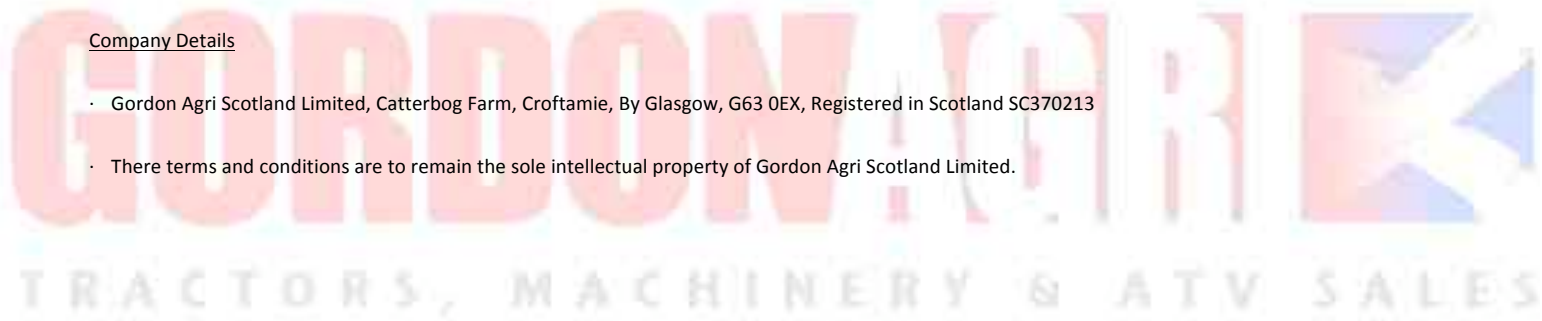 Company Details
· Gordon Agri Scotland Limited, Catterbog Farm, Croftamie, By Glasgow, G63 0EX, Registered in Scotland SC370213
· There terms and conditions are to remain the sole intellectual property of Gordon Agri Scotland Limited.
GORDON AGRI
TRACTORS, MACHINERY & ATV SALES